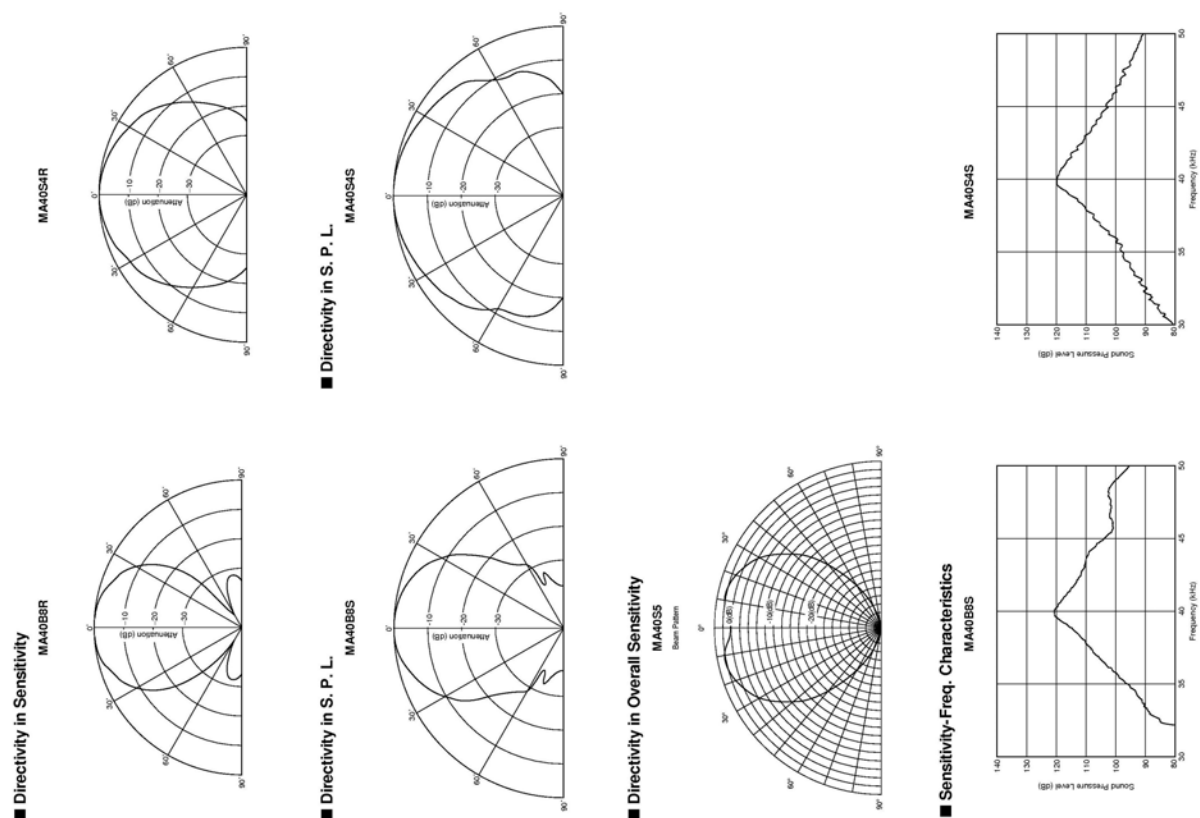 ■ Directivity in Sensitivity
MA40B8R
0°
30°
30°
60
60°
90°
90°
−10
−20
−30
Attenuation (dB)
MA40S4R
0°
30°
30°
60°
60°
90°
90°
−10
−20
−30
Attenuation (dB)
■ Directivity in S. P. L.
MA40B8S
0°
30°
30°
60°
60°
90°
90°
−10
−20
−30
Attenuation (dB)
■ Directivity in S. P. L.
MA40S4S
0°
30°
30°
60
60°
90°
90°
−10
−20
−30
Attenuation (dB)
■ Directivity in Overall Sensitivity
MA40S5
Beam Pattern
0°
30°
30°
60°
60°
90°
90°
0(dB)
-10(dB)
-20(dB)
■ Sensitivity-Freq. Characteristics
MA40B8S
140
130
120
110
100
90
80
Sound Pressure Level (dB)
30 35 40 45 50
Frequency (kHz)
MA40S4S
140
130
120
110
100
90
80
Sound Pressure Level (dB)
30 35 40 45 50
Frequency (kHz)